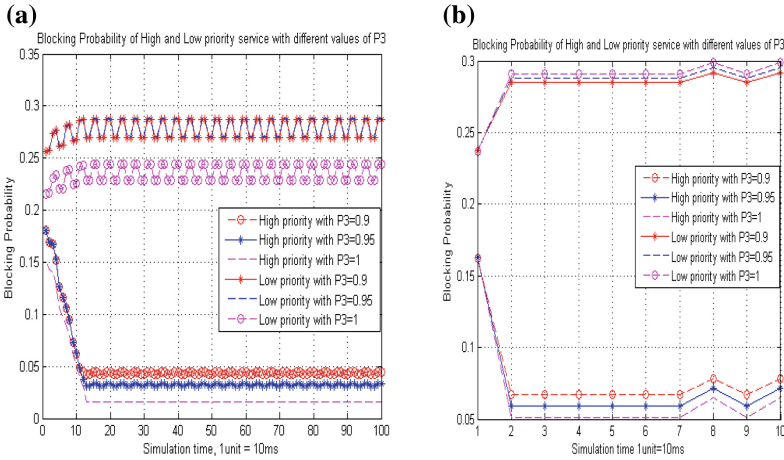 (a)
Blocking Probability of High and Low priority service with different values of P3
0.35
0.3
0.25
0.2
0.15
0.1
0.05
0
Blocking Probability
High priority with P3=0.9
High priority with P3=0.95
High priority with P3=1
Low priority with P3=0.9
Low priority with P3=0.95
Low priority with P3=1
0 10 20 30 40 50 60 70 80 90 100
Simulation time, 1unit = 10ms
(b)
Blocking Probability of High and Low priority service with different values of P3
0.3
0.25
0.2
0.15
0.1
0.05
Blocking Probability
High priority with P3=0.9
High priority with P3=0.95
High priority with P3=1
Low priority with P3=0.9
Low priority with P3=0.95
Low priority with P3=1
1 2 3 4 5 6 7 8 9 10
Simulation time 1unit=10ms